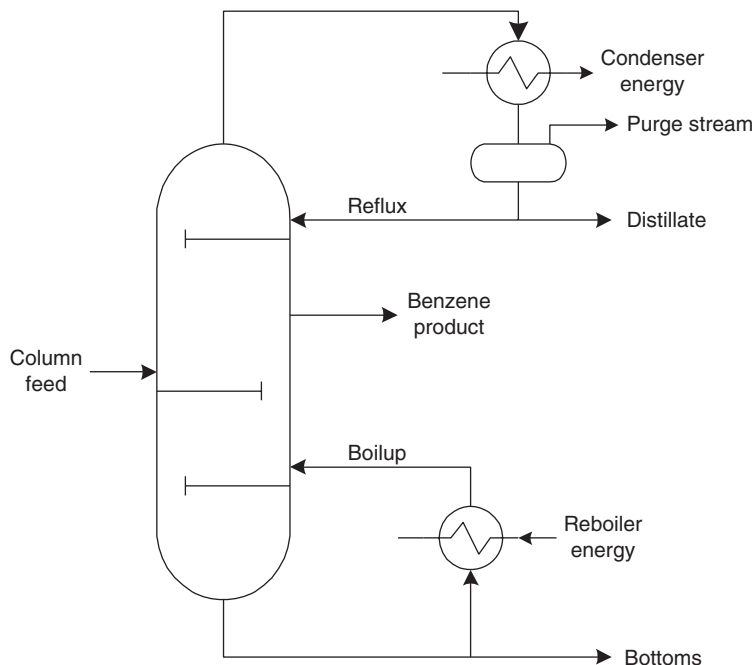 Condenser
energy
Purge stream
Reflux
Distillate
Benzene
product
Column
feed
Boilup
Reboiler
energy
Bottoms